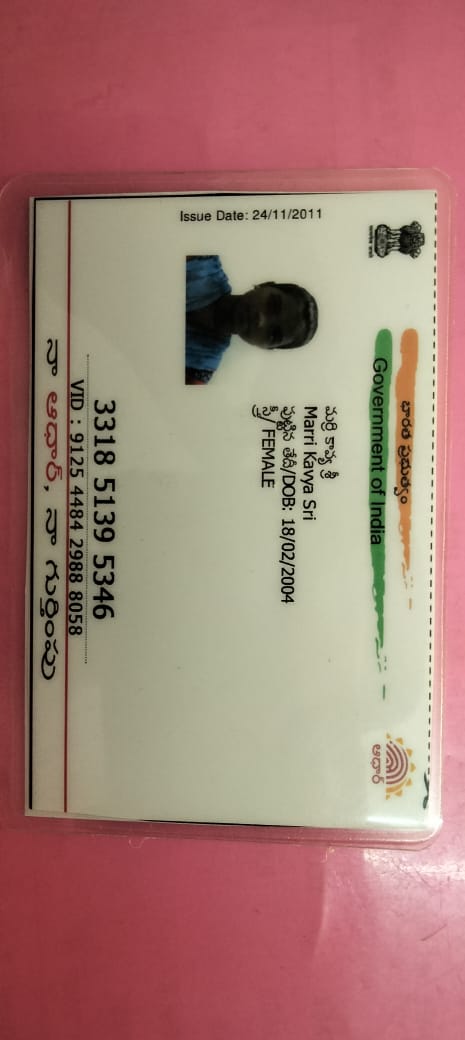 భారత ప్రభుత్వం
Government of India
Issue Date: 24/11/2011
మర్రి కావ్య శ్రీ
Marri Kavya Sri
పుట్టిన తేదీ/DOB: 18/02/2004
స్త్రీ/ FEMALE
ఆధార్
3318 5139 5346
VID : 9125 4484 2988 8058
నా ఆధార్, నా గుర్తింపు